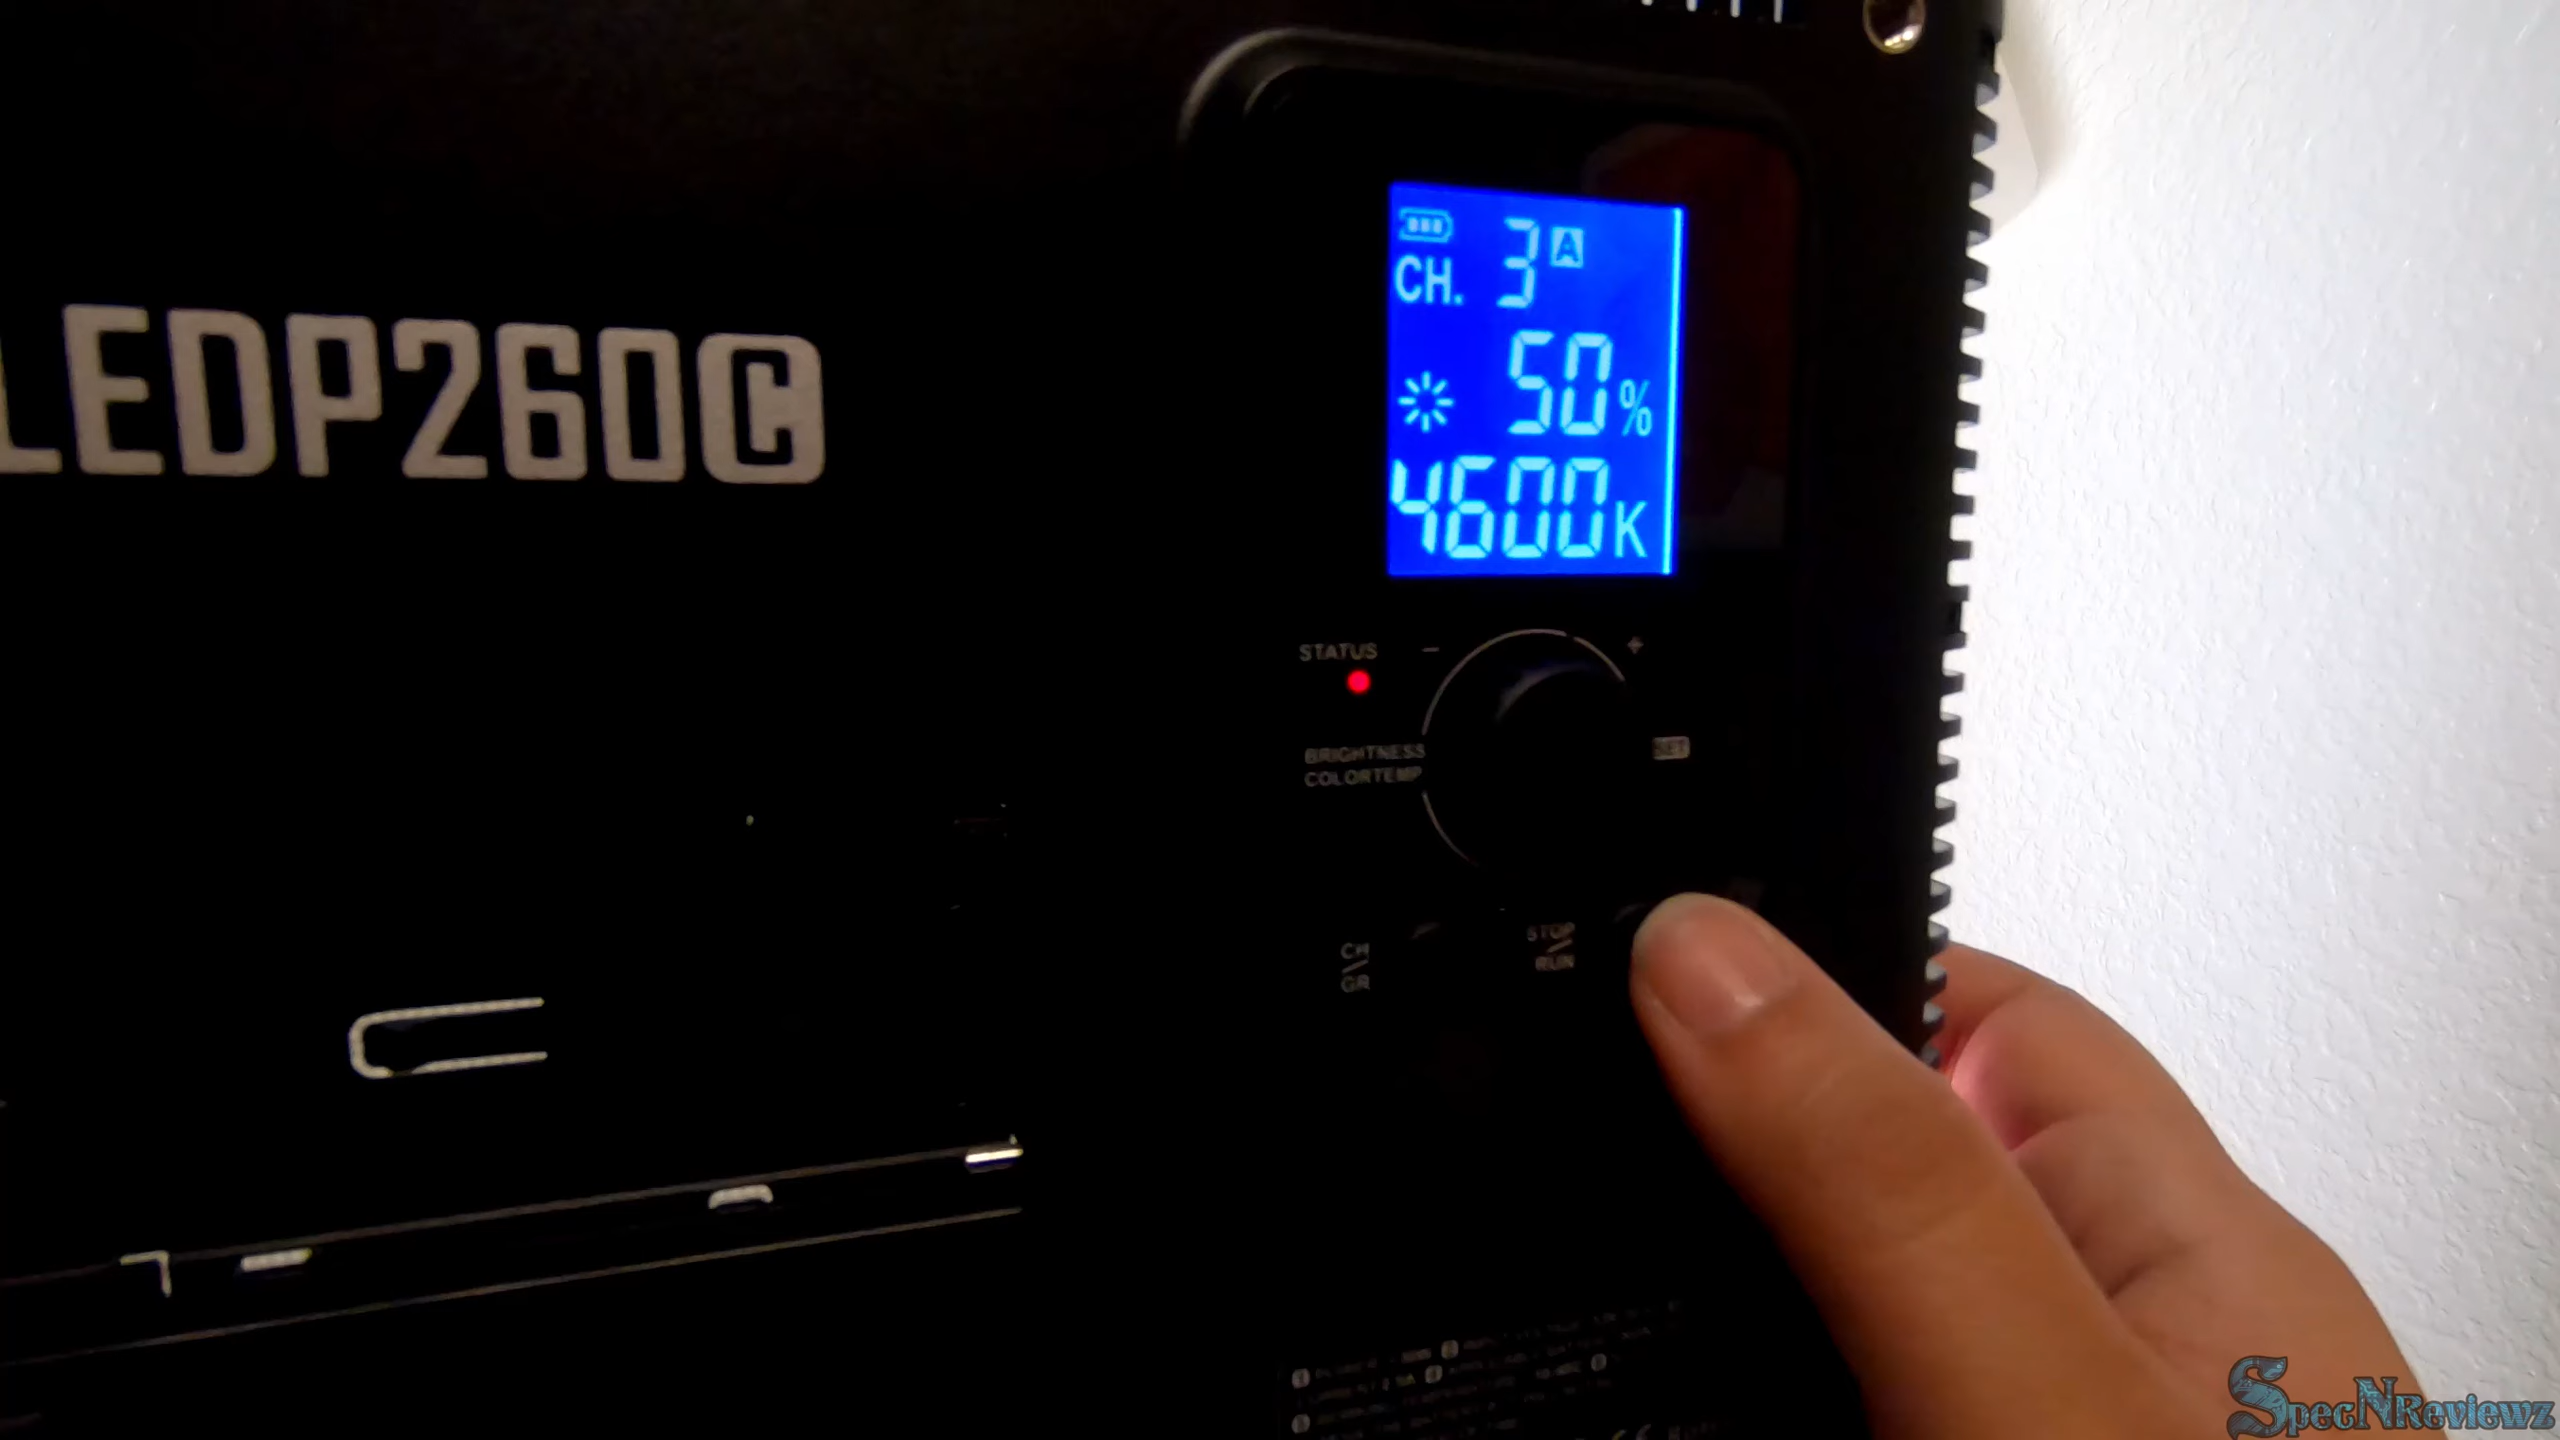 LEDP260C
CH. 3 A
50%
4600K
STATUS
- +
BRIGHTNESS
COLORTEMP
SET
CH
GR
STOP
RUN
SpecNReviewz